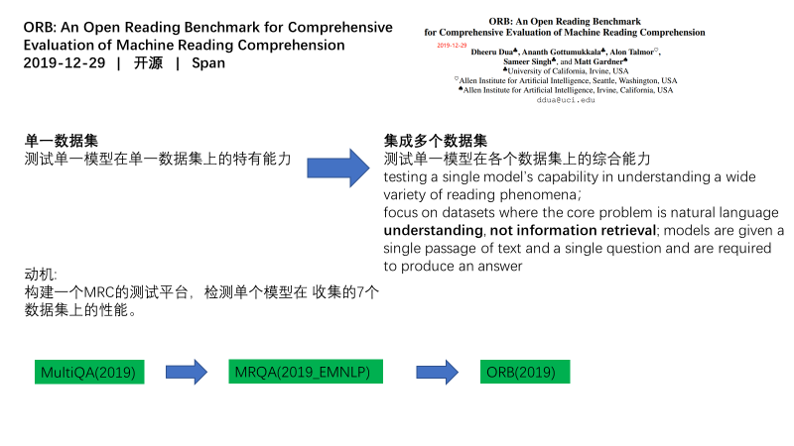 ORB: An Open Reading Benchmark for Comprehensive
Evaluation of Machine Reading Comprehension
2019-12-29 | 开源 | Span
ORB: An Open Reading Benchmark
for Comprehensive Evaluation of Machine Reading Comprehension
2019-12-29
Dheeru Dua♣, Ananth Gottumukkala♣, Alon Talmor♡,
Sameer Singh♣, and Matt Gardner♠
♣University of California, Irvine, USA
♡Allen Institute for Artificial Intelligence, Seattle, Washington, USA
♠Allen Institute for Artificial Intelligence, Irvine, California, USA
ddua@uci.edu
单一数据集
测试单一模型在单一数据集上的特有能力
集成多个数据集
测试单一模型在各个数据集上的综合能力
testing a single model's capability in understanding a wide
variety of reading phenomena;
focus on datasets where the core problem is natural language
understanding, not information retrieval; models are given a
single passage of text and a single question and are required
to produce an answer
动机:
构建一个MRC的测试平台，检测单个模型在 收集的7个
数据集上的性能。
MultiQA(2019)
MRQA(2019_EMNLP)
ORB(2019)